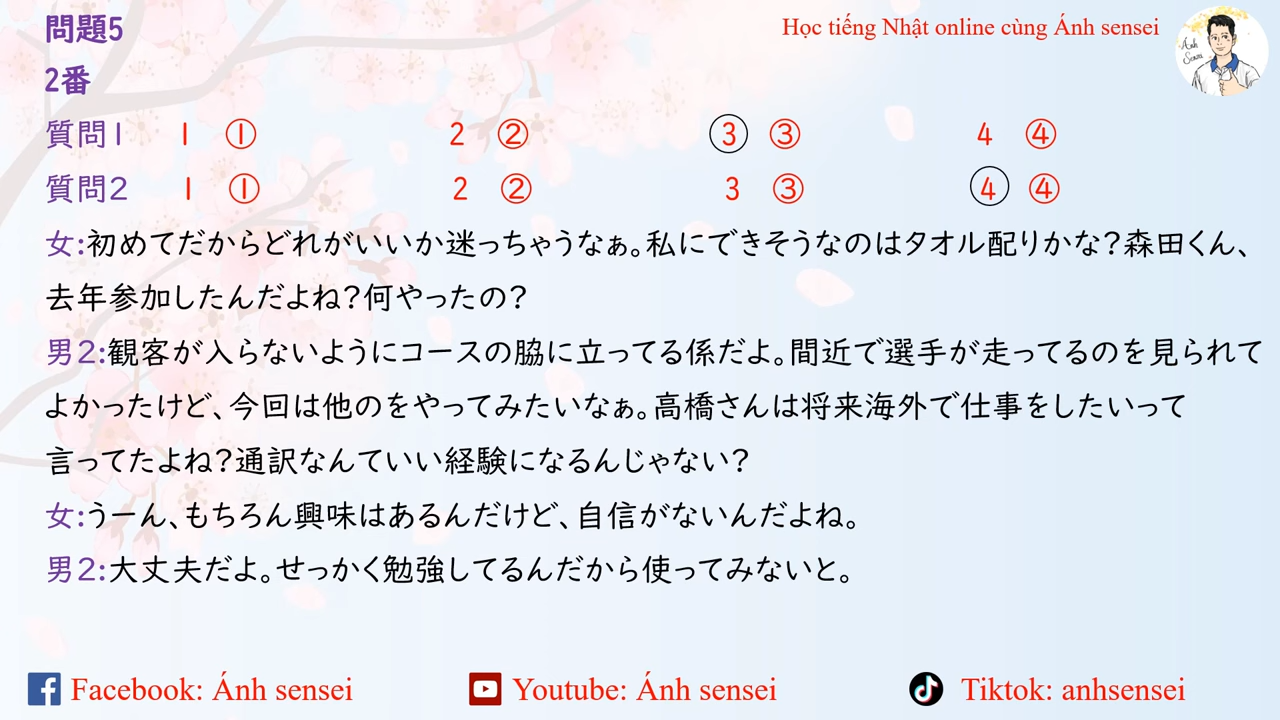 問題5
Học tiếng Nhật online cùng Ánh sensei
Ánh
Sensei
2番
質問1 1 ① 2 ② 3 ③ 4 ④
質問2 1 ① 2 ② 3 ③ 4 ④
女:初めてだからどれがいいか迷っちゃうなぁ。私にできそうなのはタオル配りかな?森田くん、
去年参加したんだよね?何やったの?
男2:観客が入らないようにコースの脇に立ってる係だよ。間近で選手が走ってるのを見られて
よかったけど、今回は他のをやってみたいなぁ。高橋さんは将来海外で仕事をしたいって
言ってたよね?通訳なんていい経験になるんじゃない?
女:うーん、もちろん興味はあるんだけど、自信がないんだよね。
男2:大丈夫だよ。せっかく勉強してるんだから使ってみないと。
Facebook: Ánh sensei
Youtube: Ánh sensei
Tiktok: anhsensei